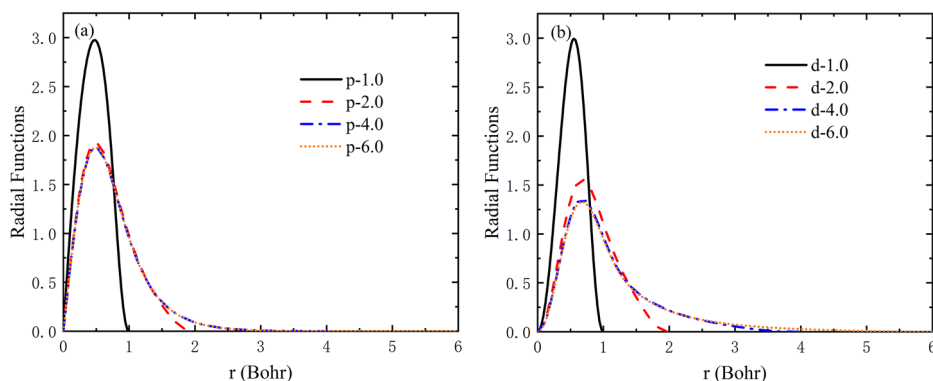 (a)
Radial Functions
3.0
2.5
2.0
1.5
1.0
0.5
0.0
p-1.0
p-2.0
p-4.0
p-6.0
0 1 2 3 4 5 6
r (Bohr)
(b)
Radial Functions
3.0
2.5
2.0
1.5
1.0
0.5
0.0
d-1.0
d-2.0
d-4.0
d-6.0
0 1 2 3 4 5 6
r (Bohr)